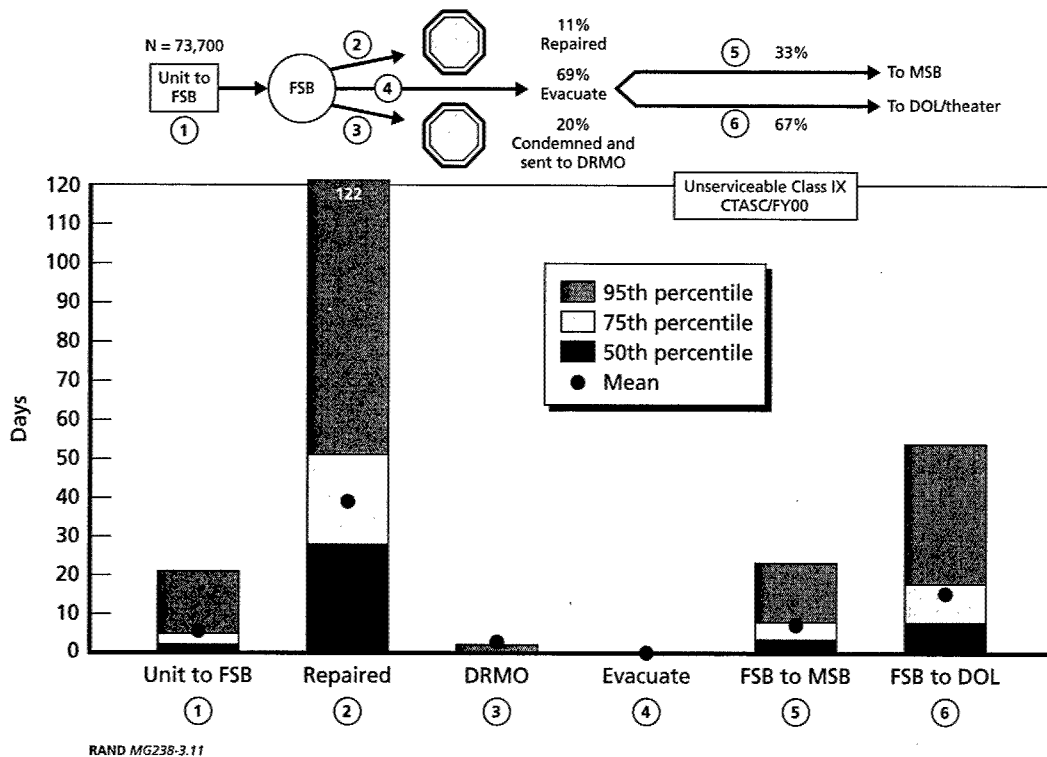 N = 73,700
Unit to
FSB
1
FSB
2
4
3
11%
Repaired
69%
Evacuate
20%
Condemned and
sent to DRMO
5 33%
To MSB
To DOL/theater
6 67%
Unserviceable Class IX
CTASC/FY00
95th percentile
75th percentile
50th percentile
Mean
Days
120
110
100
90
80
70
60
50
40
30
20
10
0
122
Unit to FSB Repaired DRMO Evacuate FSB to MSB FSB to DOL
1 2 3 4 5 6
RAND MG238-3.11